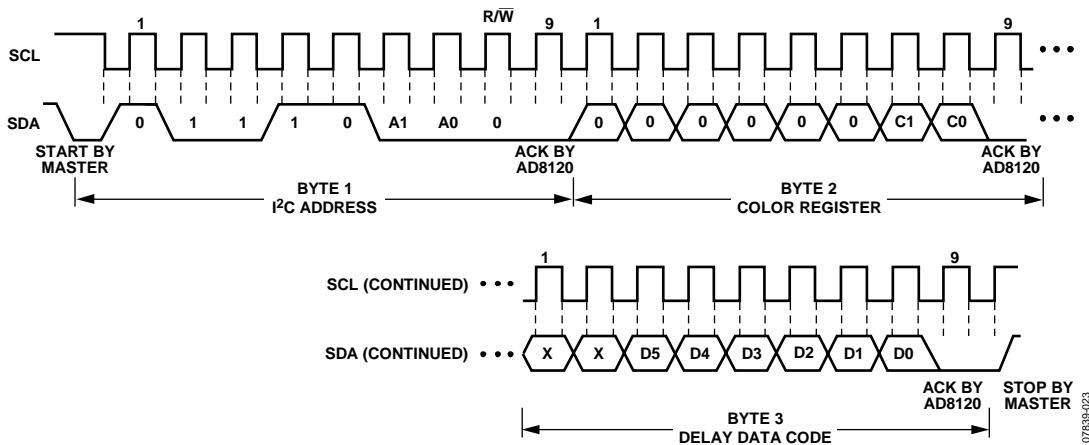 R/W̅
1 9 1 9
SCL
SDA 0 1 1 1 0 A1 A0 0 0 0 0 0 0 0 C1 C0
START BY MASTER
ACK BY AD8120
ACK BY AD8120
BYTE 1
I²C ADDRESS
BYTE 2
COLOR REGISTER
1 9
SCL (CONTINUED)
SDA (CONTINUED) X X D5 D4 D3 D2 D1 D0
ACK BY AD8120
STOP BY MASTER
BYTE 3
DELAY DATA CODE
07839-023